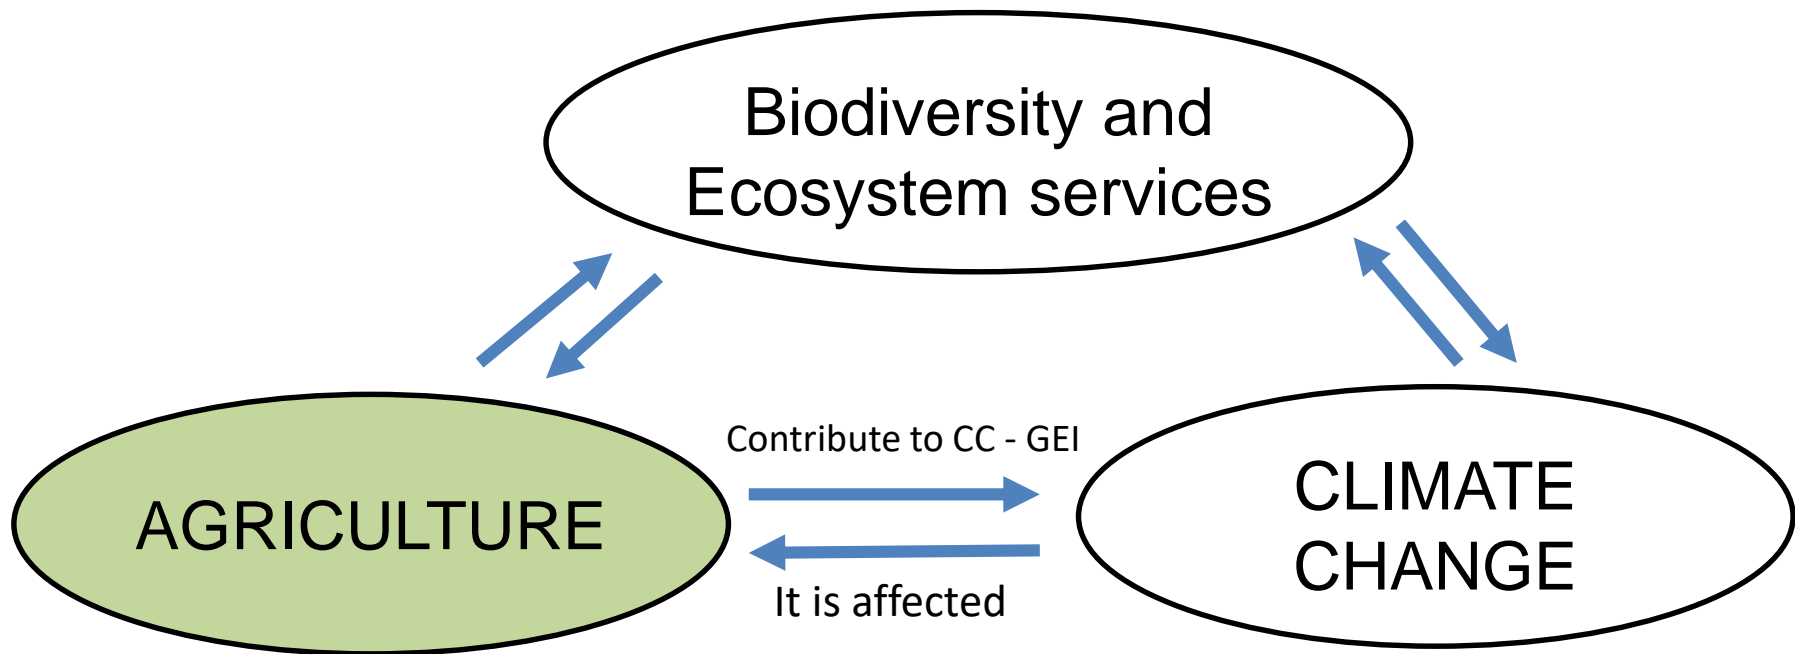 Biodiversity and
Ecosystem services
Contribute to CC - GEI
AGRICULTURE
CLIMATE
CHANGE
It is affected